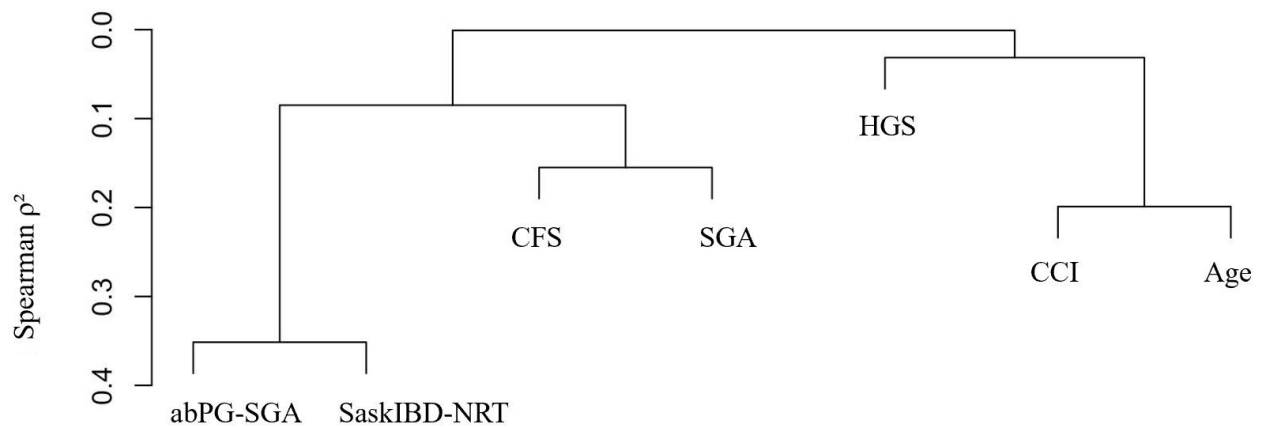 0.0
0.1
0.2
0.3
0.4
Spearman ρ²
HGS
CFS SGA
CCI Age
abPG-SGA SaskIBD-NRT